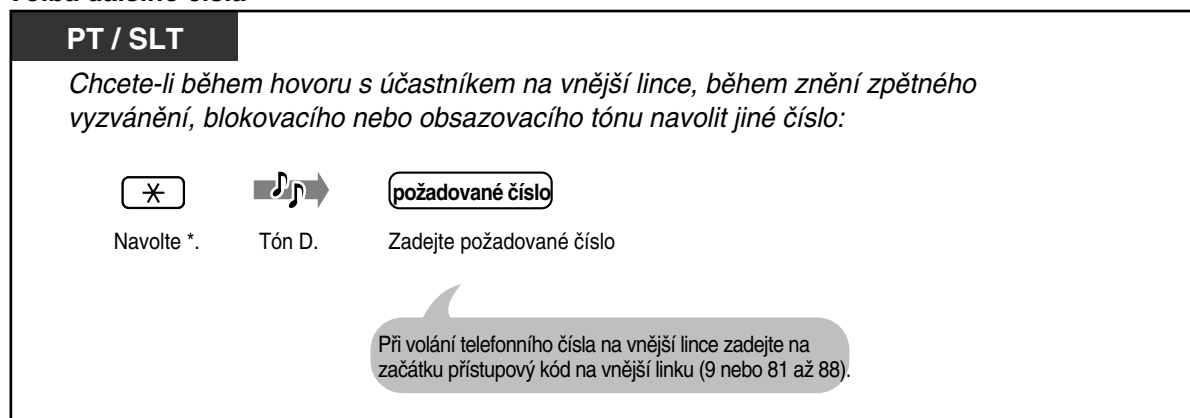 PT / SLT
Chcete-li během hovoru s účastníkem na vnější lince, během znění zpětného
vyzvánění, blokovacího nebo obsazovacího tónu navolit jiné číslo:
požadované číslo
Navolte *. Tón D. Zadejte požadované číslo
Při volání telefonního čísla na vnější lince zadejte na
začátku přístupový kód na vnější linku (9 nebo 81 až 88).